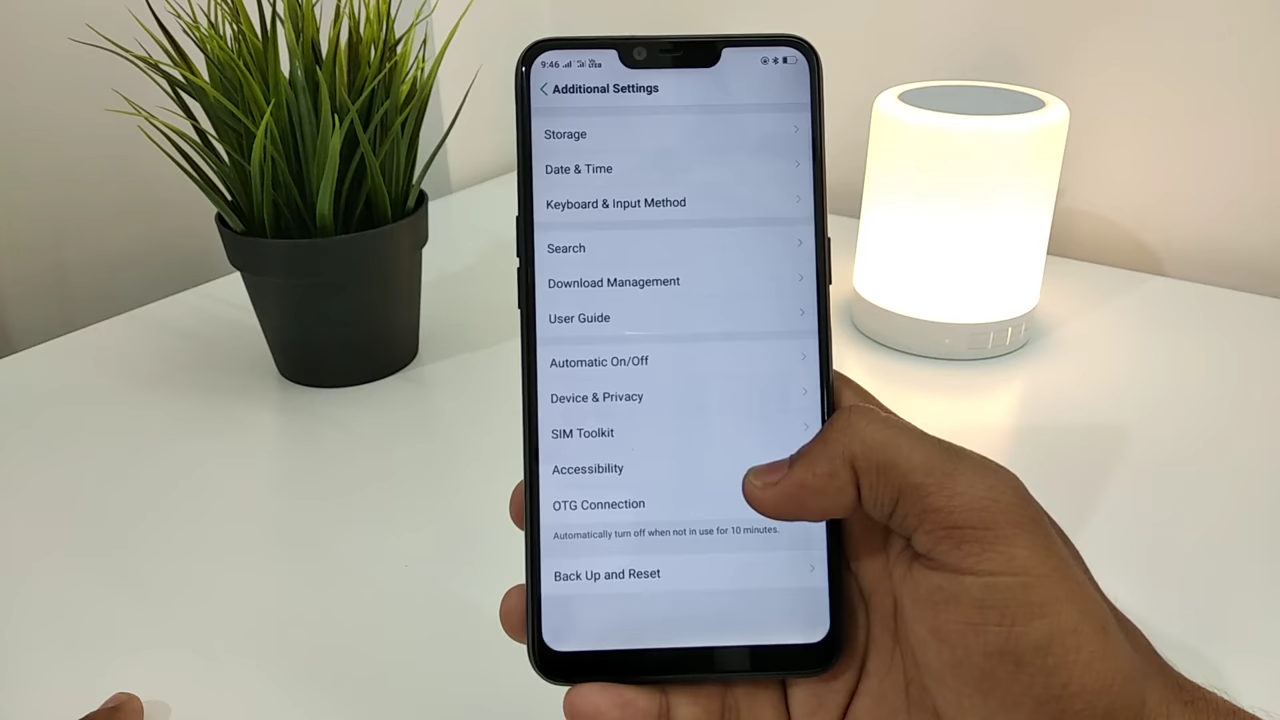 9:46
Additional Settings
Storage
Date & Time
Keyboard & Input Method
Search
Download Management
User Guide
Automatic On/Off
Device & Privacy
SIM Toolkit
Accessibility
OTG Connection
Automatically turn off when not in use for 10 minutes.
Back Up and Reset